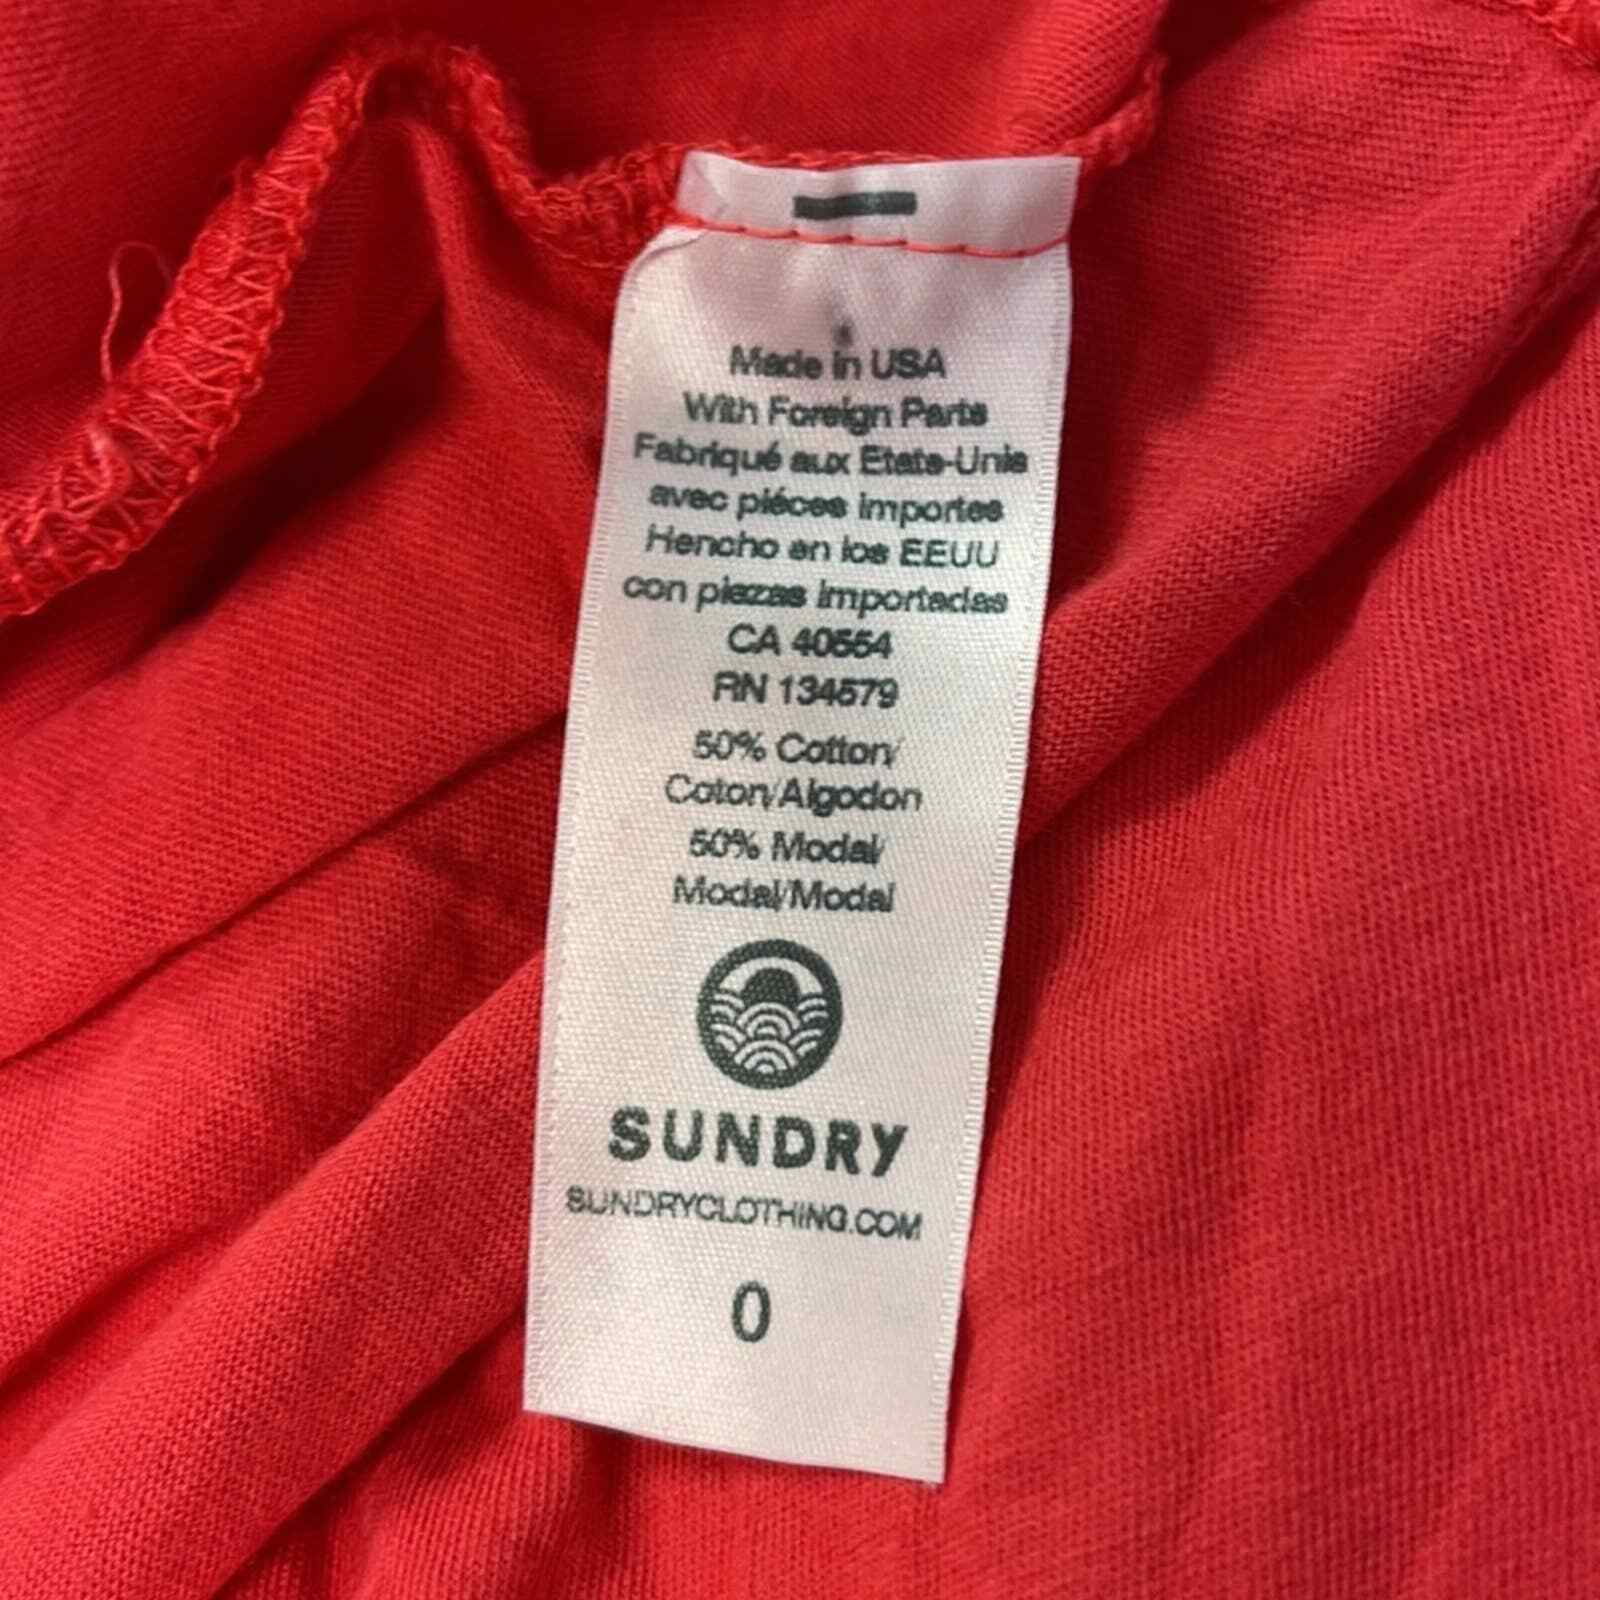 Made in USA
With Foreign Parts
Fabriqué aux Etats-Unis
avec piéces importes
Hencho en los EEUU
con piezas importadas
CA 40554
RN 134579
50% Cotton/
Coton/Algodon
50% Modal/
Modal/Modal
SUNDRY
SUNDRYCLOTHING.COM
0